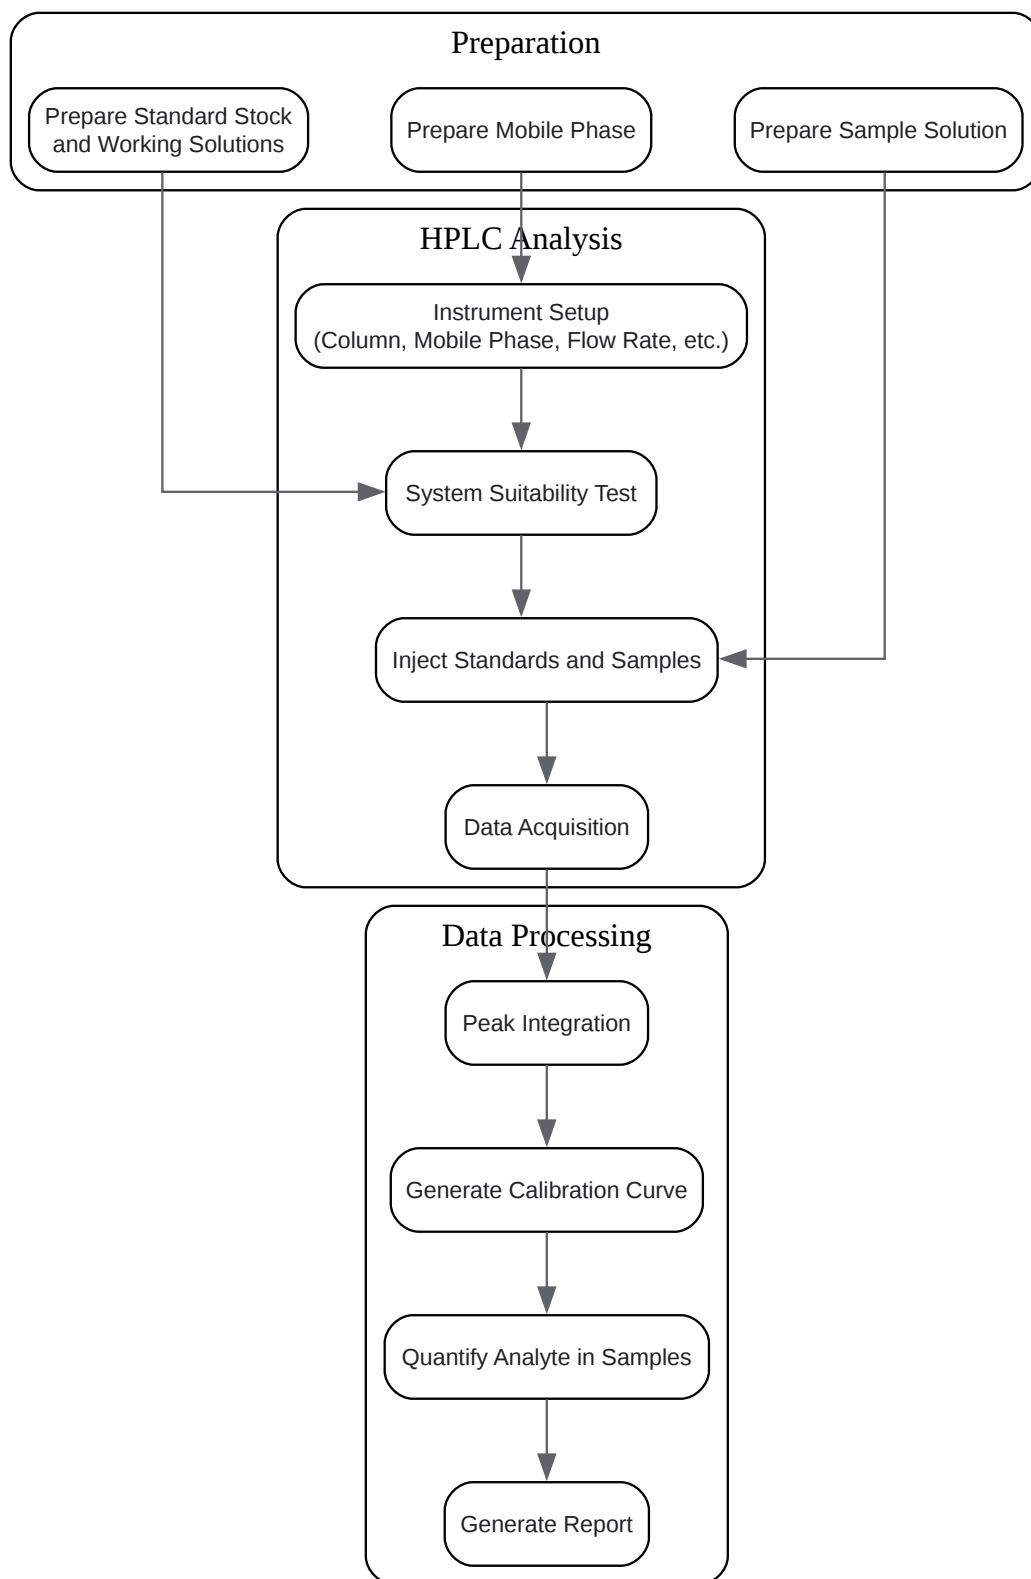 Preparation
Prepare Standard Stock
and Working Solutions
Prepare Mobile Phase
Prepare Sample Solution
HPLC Analysis
Instrument Setup
(Column, Mobile Phase, Flow Rate, etc.)
System Suitability Test
Inject Standards and Samples
Data Acquisition
Data Processing
Peak Integration
Generate Calibration Curve
Quantify Analyte in Samples
Generate Report